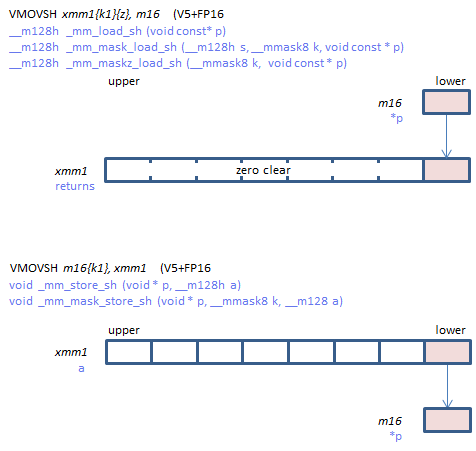 VMOVSH xmm1{k1}{z}, m16 (V5+FP16
__m128h _mm_load_sh (void const* p)
__m128h _mm_mask_load_sh (__m128h s, __mmask8 k, void const* p)
__m128h _mm_maskz_load_sh (__mmask8 k, void const* p)
upper lower
m16
*p
xmm1 zero clear
returns
VMOVSH m16{k1}, xmm1 (V5+FP16
void _mm_store_sh (void* p, __m128h a)
void _mm_mask_store_sh (void* p, __mmask8 k, __m128 a)
upper lower
xmm1
a
m16
*p